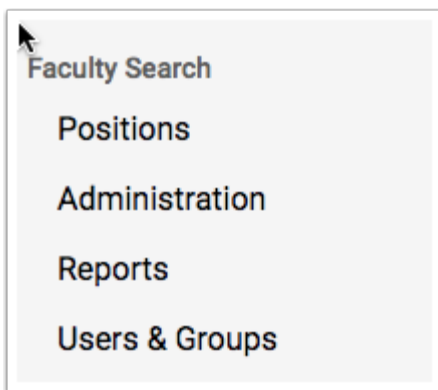 Faculty Search
Positions
Administration
Reports
Users & Groups